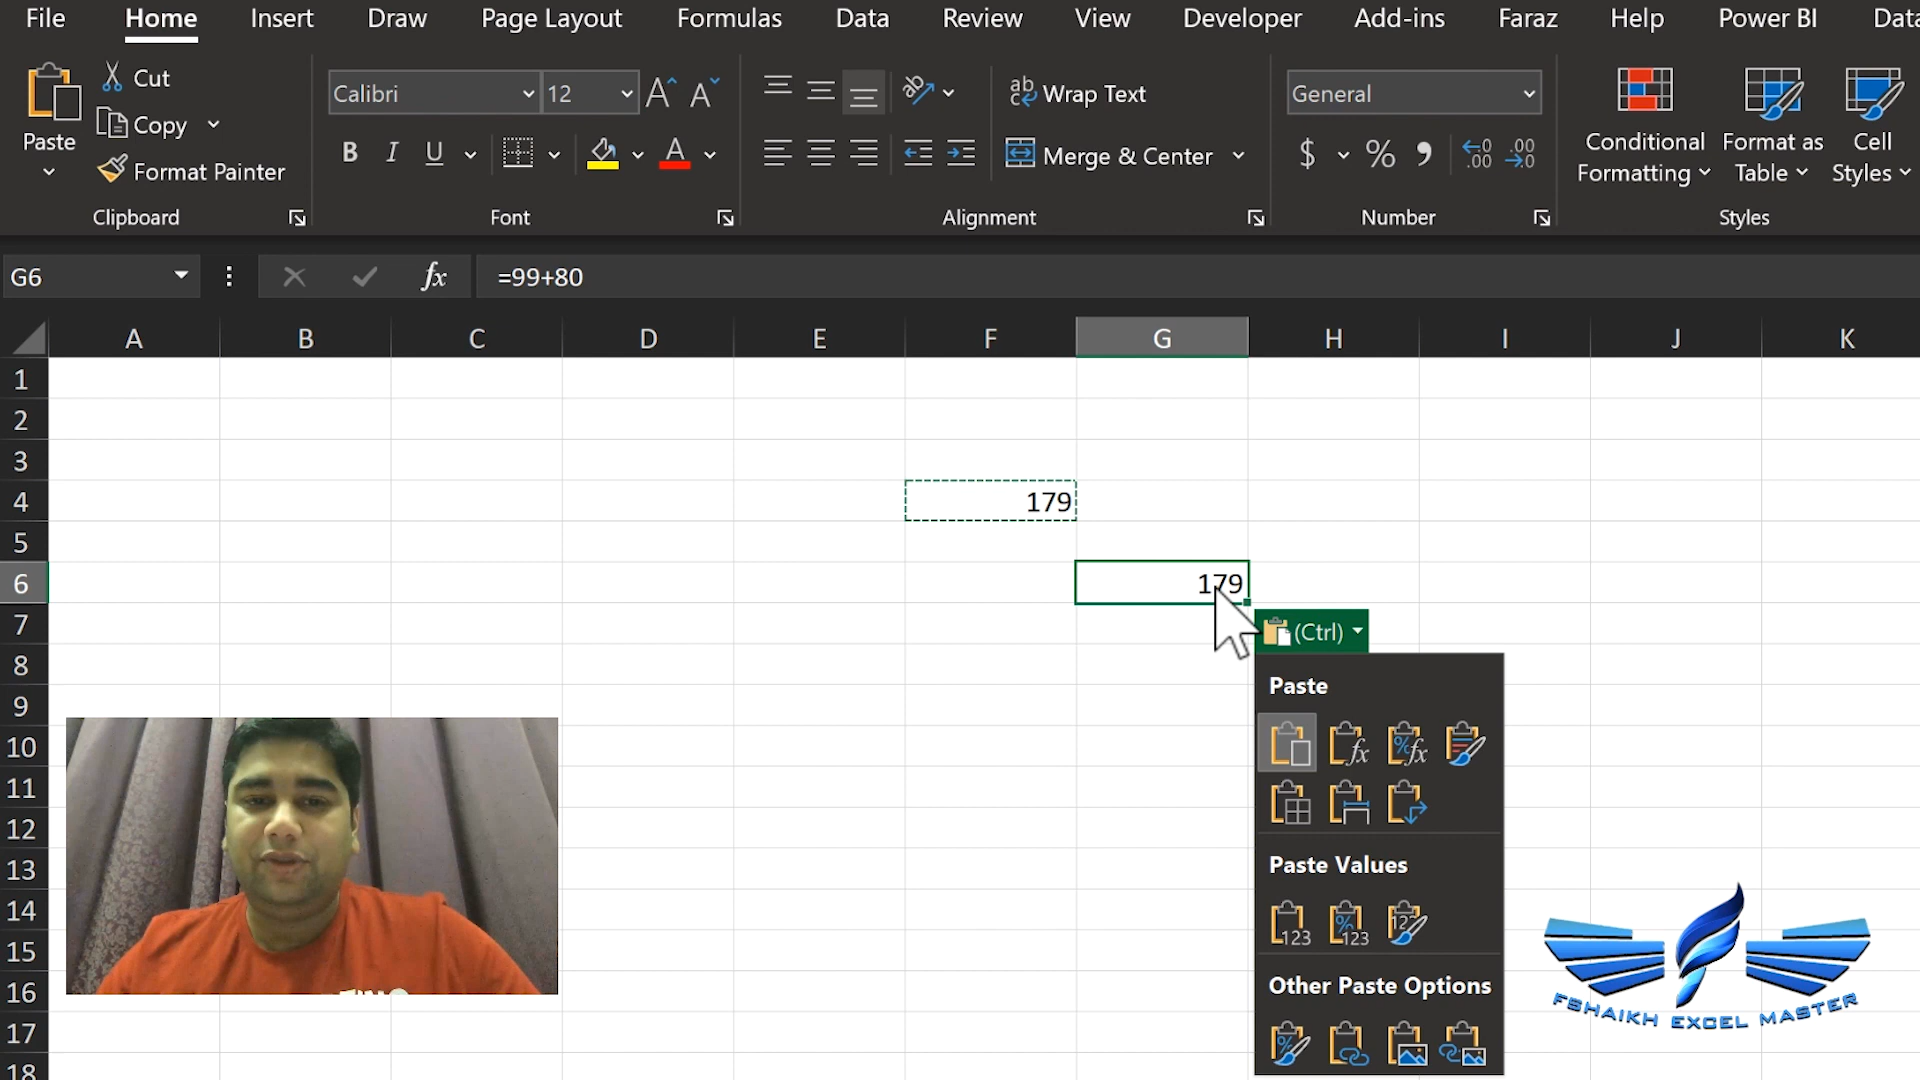 File Home Insert Draw Page Layout Formulas Data Review View Developer Add-ins Faraz Help Power BI Data
Cut
Copy
Format Painter
Paste
Clipboard
Calibri 12
B I U
Font
ab Wrap Text
Merge & Center
Alignment
General
$ % ,
Number
Conditional Formatting
Format as Table
Cell Styles
Styles
G6 fx =99+80
A B C D E F G H I J K
1
2
3
4 179
5
6 179
7
(Ctrl)
8
Paste
9
10
11
12
Paste Values
13
14
15
Other Paste Options
16
17
18
FSHAIKH EXCEL MASTER